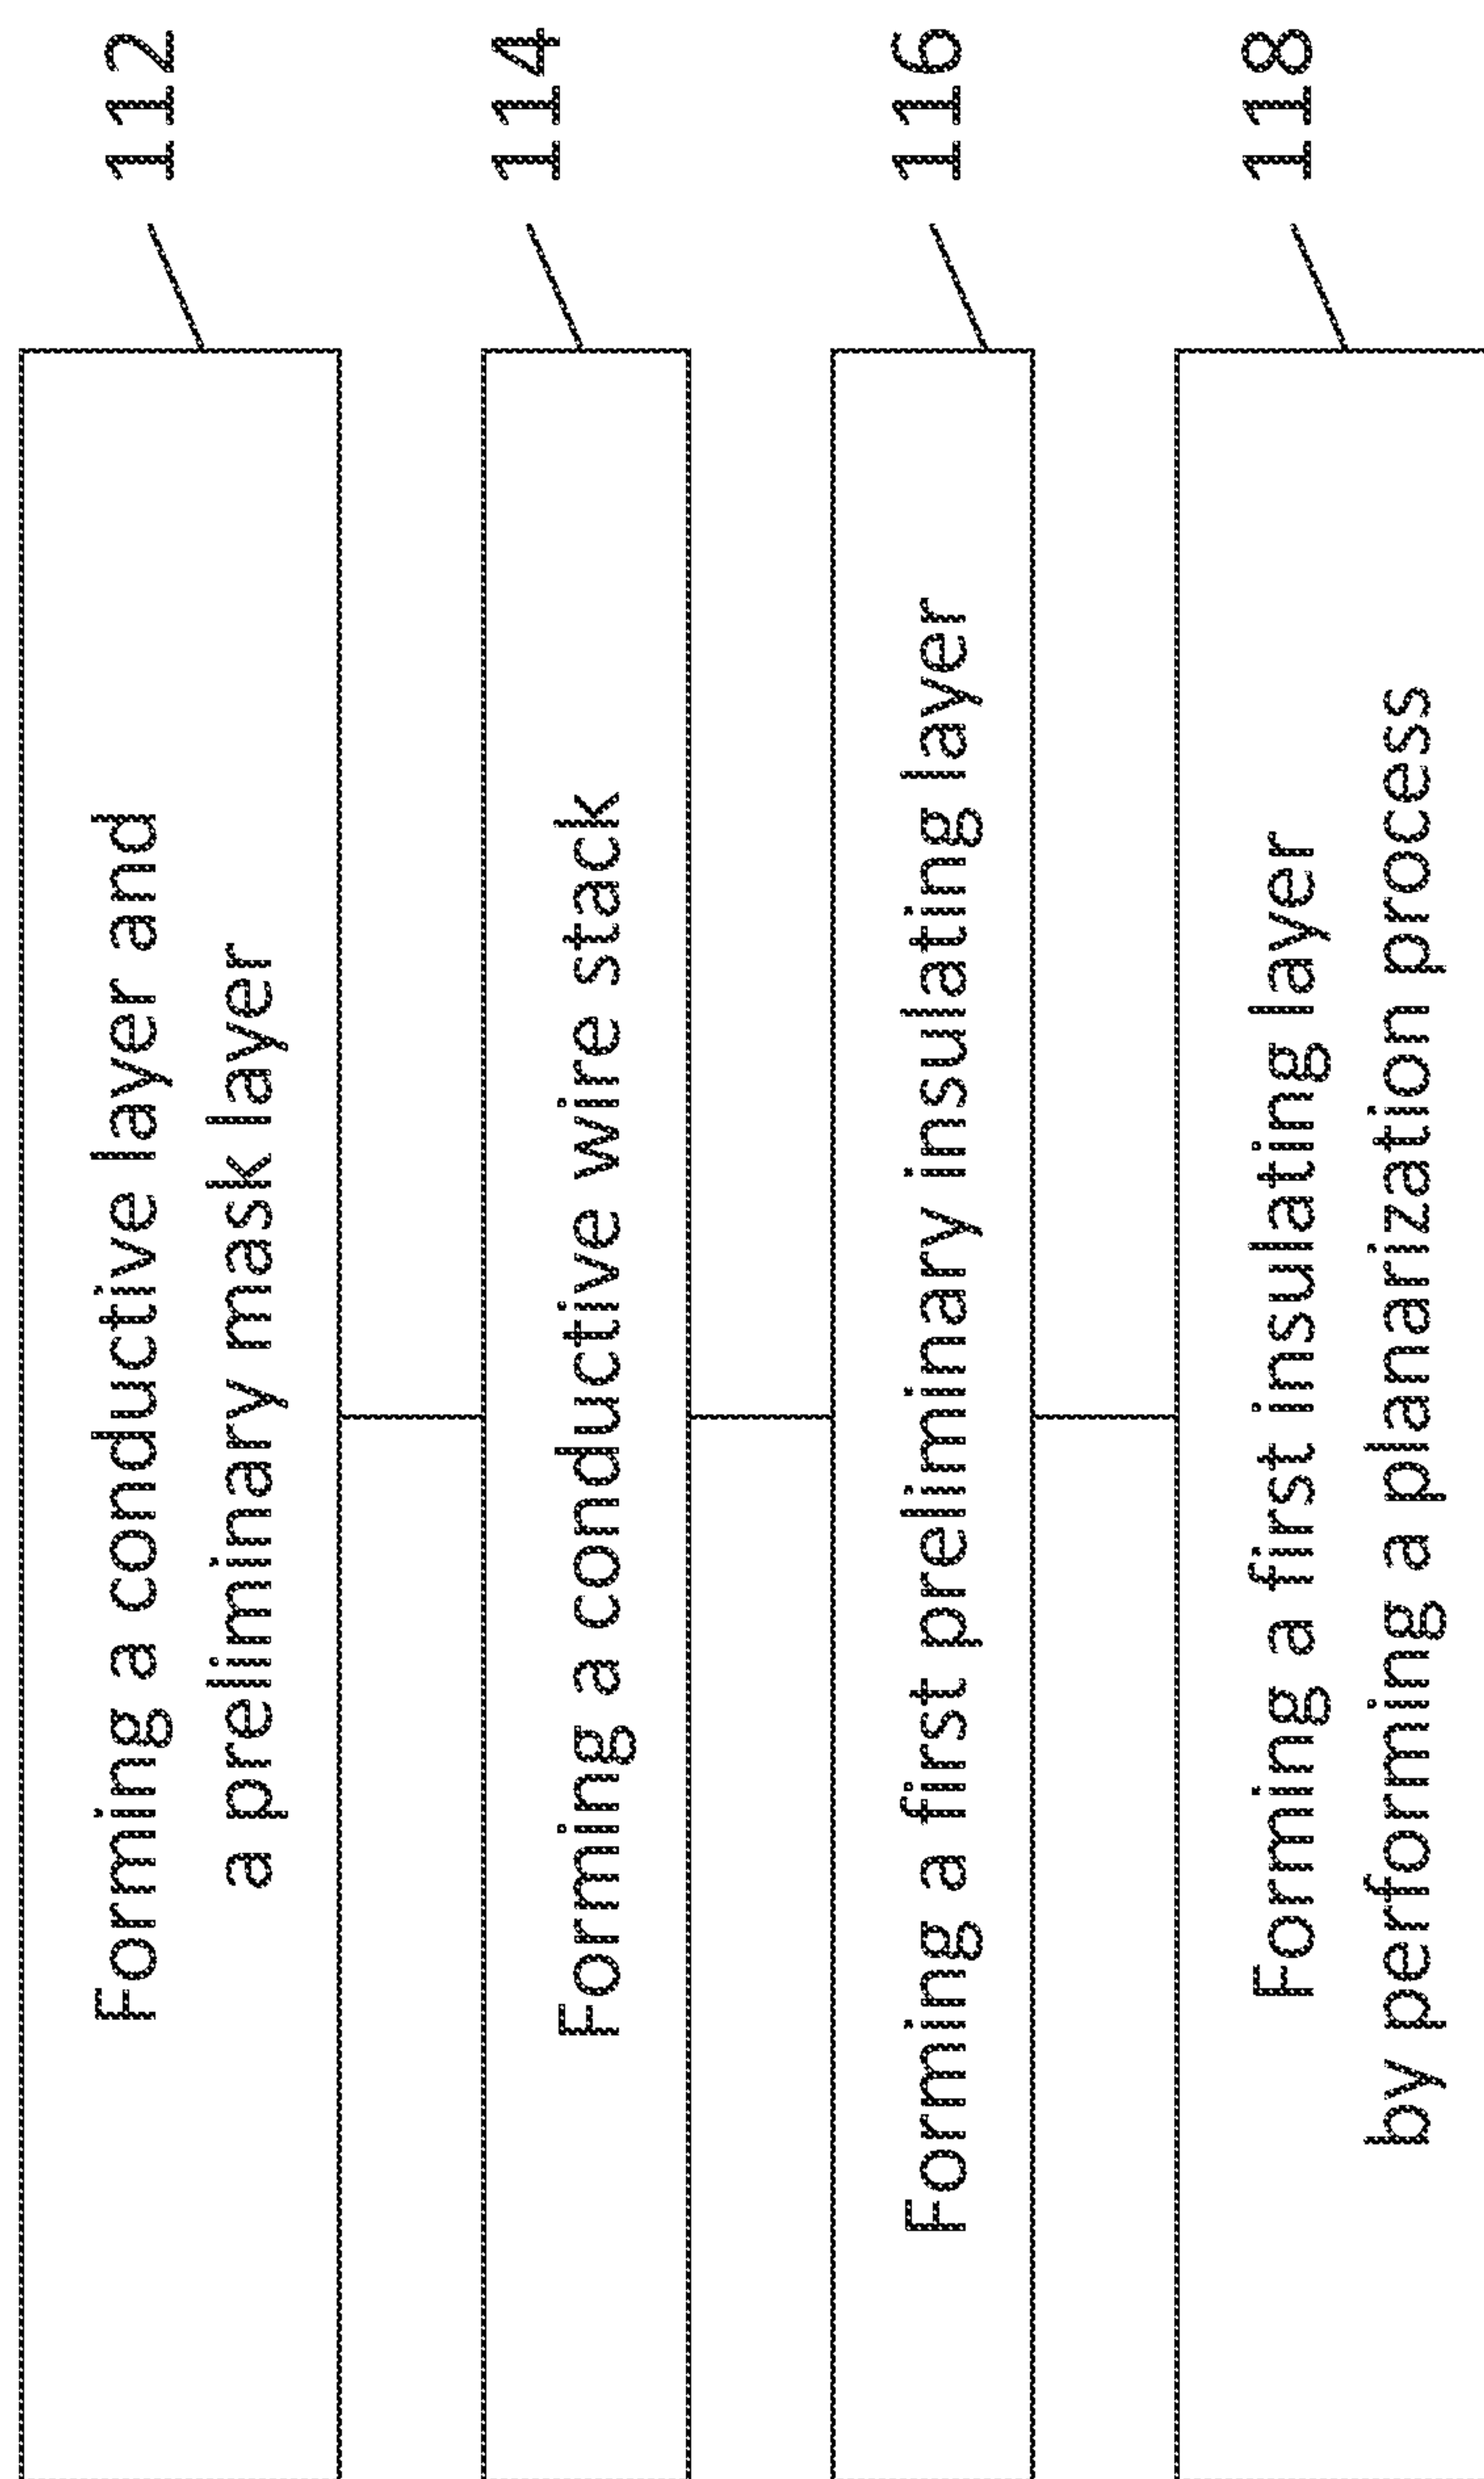 112
Forming a conductive layer and
a preliminary mask layer
114
Forming a conductive wire stack
116
Forming a first preliminary insulating layer
118
Forming a first insulating layer
by performing a planarization process